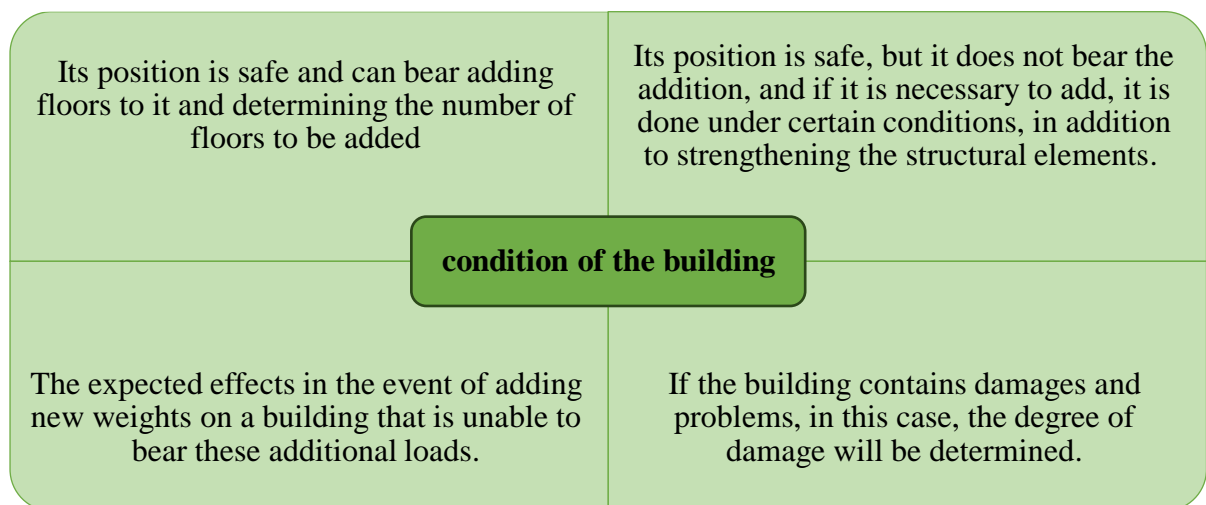 Its position is safe and can bear adding
floors to it and determining the number of
floors to be added
Its position is safe, but it does not bear the
addition, and if it is necessary to add, it is
done under certain conditions, in addition
to strengthening the structural elements.
condition of the building
The expected effects in the event of adding
new weights on a building that is unable to
bear these additional loads.
If the building contains damages and
problems, in this case, the degree of
damage will be determined.